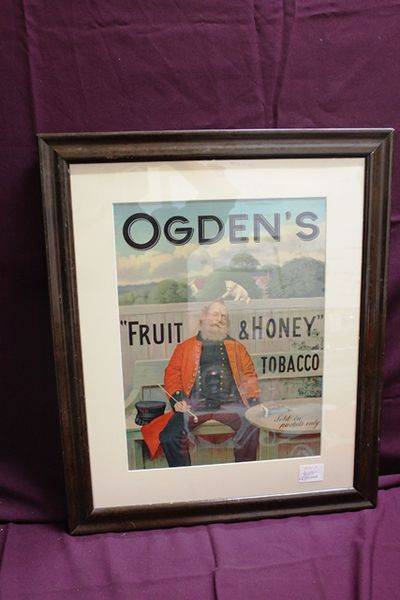 OGDEN'S
"FRUIT & HONEY"
TOBACCO
Sold in
packets only